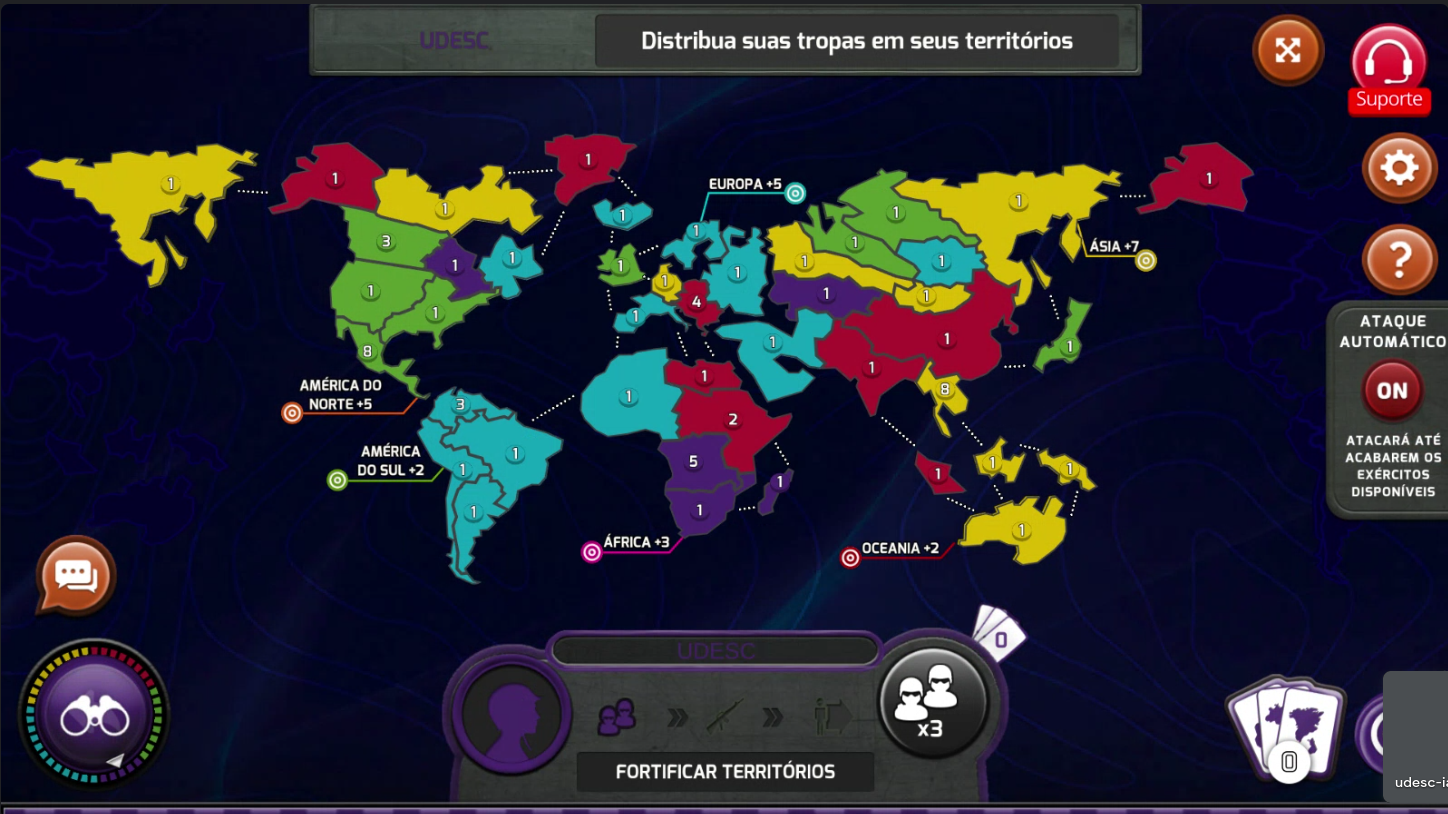 UDESC
Distribua suas tropas em seus territórios
Suporte
1
1
1
1
1
EUROPA +5
1
1
1
1
1
3
1
1
1
1
1
1
1
ÁSIA +7
1
1
1
1
4
1
1
1
1
1
1
1
8
1
1
8
AMÉRICA DO
NORTE +5
3
1
2
AMÉRICA
DO SUL +2
1
1
5
1
1
1
1
1
1
1
1
ÁFRICA +3
OCEANIA +2
ATAQUE
AUTOMÁTICO
ON
ATACARÁ ATÉ
ACABAREM OS
EXÉRCITOS
DISPONÍVEIS
UDESC
0
x3
FORTIFICAR TERRITÓRIOS
0
udesc-ia